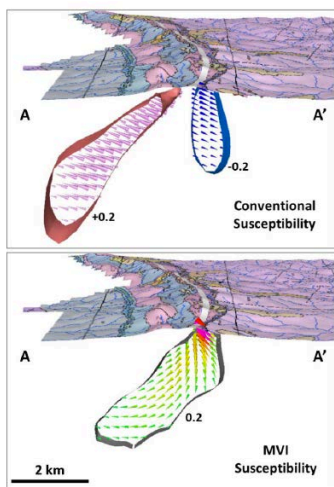 A A'
-0.2
+0.2
Conventional
Susceptibility
A A'
0.2
MVI
2 km Susceptibility